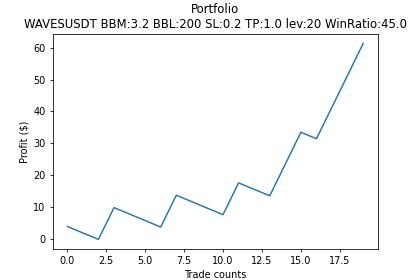 Portfolio
WAVESUSDT BBM:3.2 BBL:200 SL:0.2 TP:1.0 lev:20 WinRatio:45.0
60
50
40
30
20
10
0
Profit ($)
0.0 2.5 5.0 7.5 10.0 12.5 15.0 17.5
Trade counts